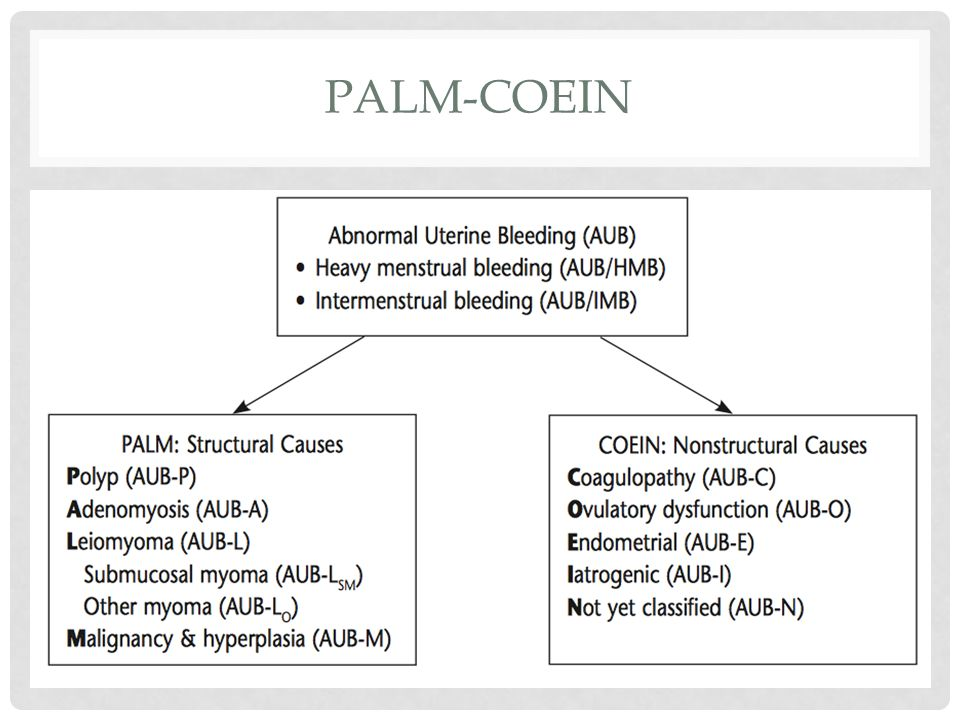 PALM-COEIN
Abnormal Uterine Bleeding (AUB)
• Heavy menstrual bleeding (AUB/HMB)
• Intermenstrual bleeding (AUB/IMB)
PALM: Structural Causes
Polyp (AUB-P)
Adenomyosis (AUB-A)
Leiomyoma (AUB-L)
Submucosal myoma (AUB-LSM)
Other myoma (AUB-LO)
Malignancy & hyperplasia (AUB-M)
COEIN: Nonstructural Causes
Coagulopathy (AUB-C)
Ovulatory dysfunction (AUB-O)
Endometrial (AUB-E)
Iatrogenic (AUB-I)
Not yet classified (AUB-N)